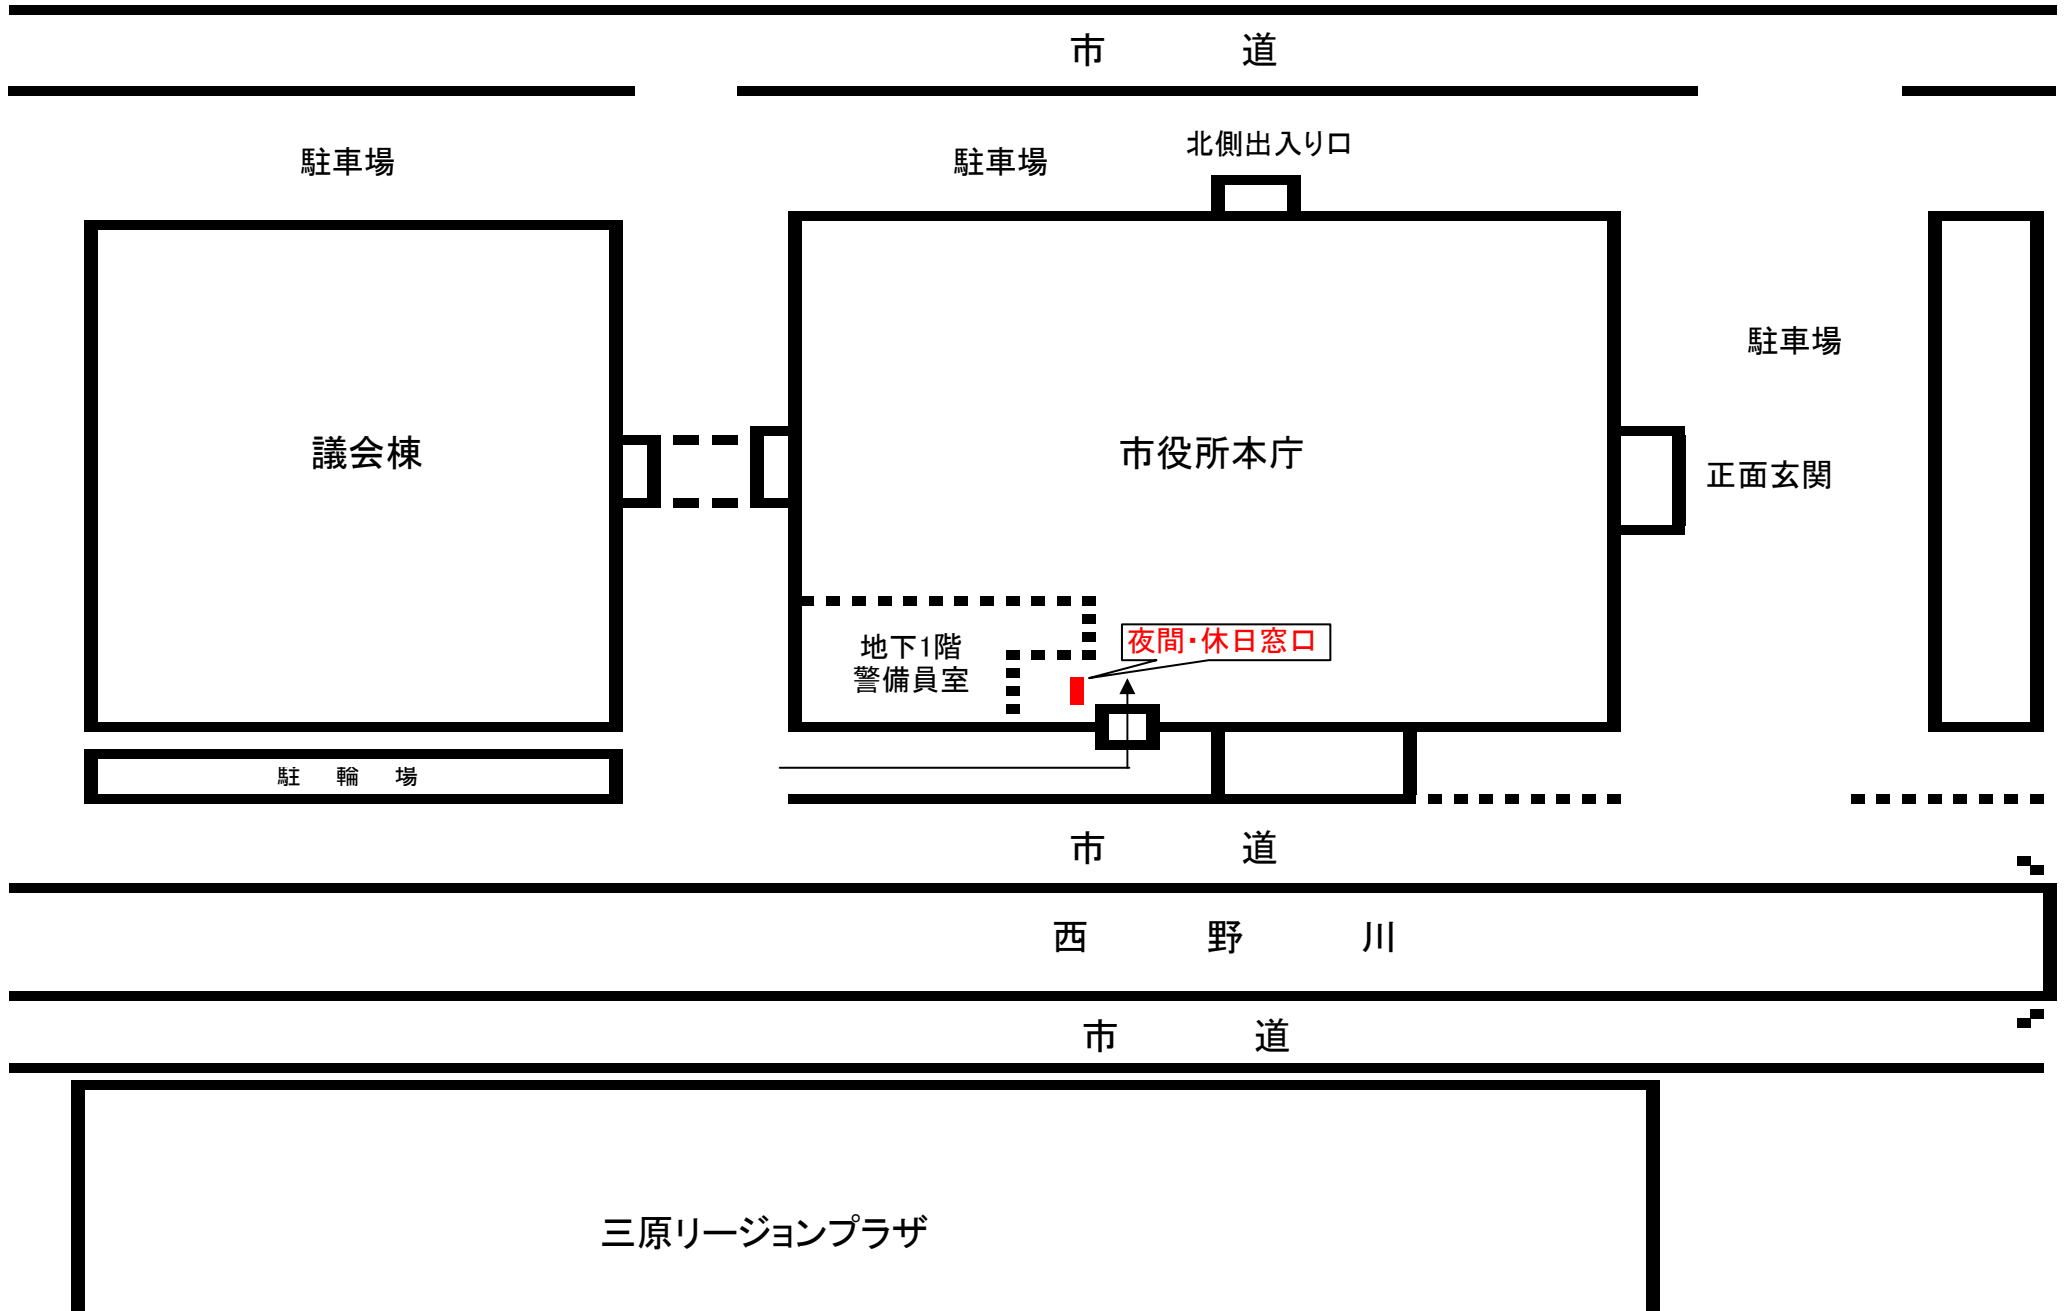 市　道
駐車場
駐車場
北側出入り口
駐車場
議会棟
市役所本庁
正面玄関
地下1階
警備員室
夜間・休日窓口
駐　輪　場
市　道
西　野　川
市　道
三原リージョンプラザ